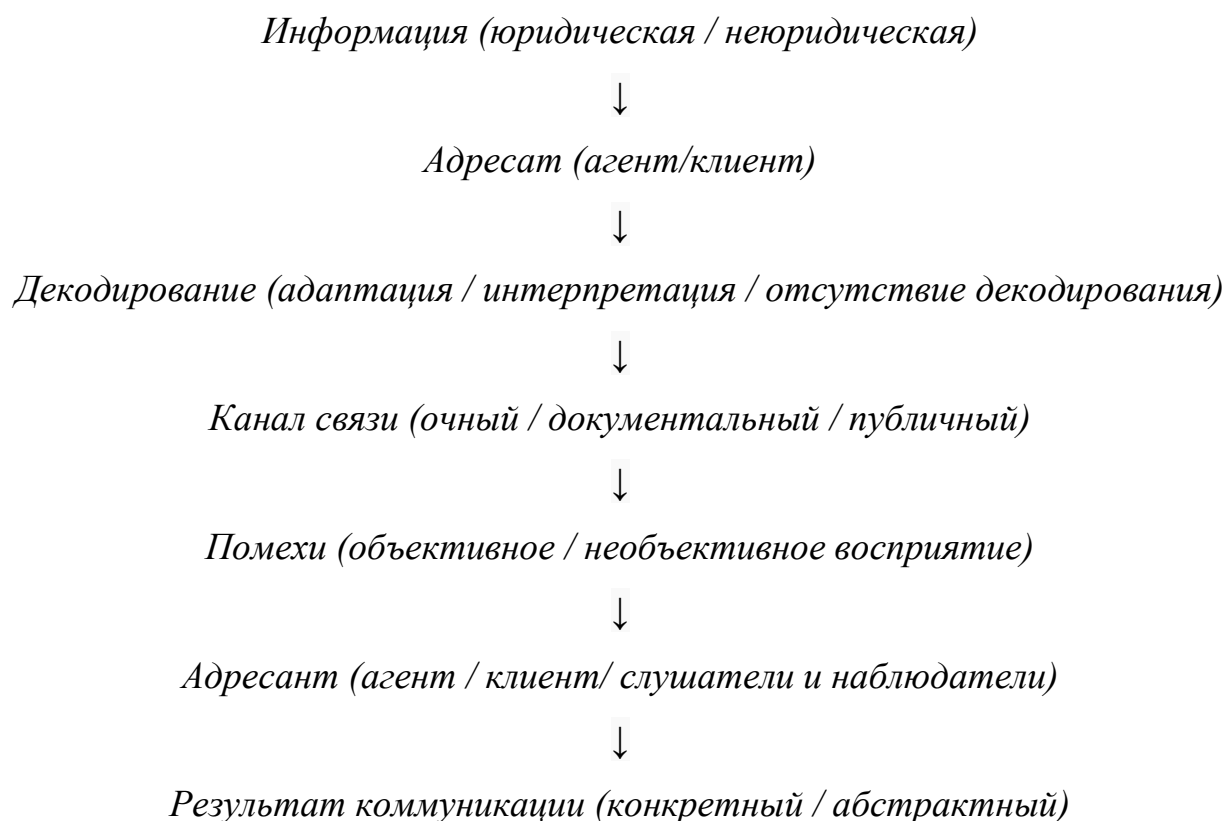 Информация (юридическая / неюридическая)
↓
Адресат (агент/клиент)
↓
Декодирование (адаптация / интерпретация / отсутствие декодирования)
↓
Канал связи (очный / документальный / публичный)
↓
Помехи (объективное / необъективное восприятие)
↓
Адресант (агент / клиент/ слушатели и наблюдатели)
↓
Результат коммуникации (конкретный / абстрактный)